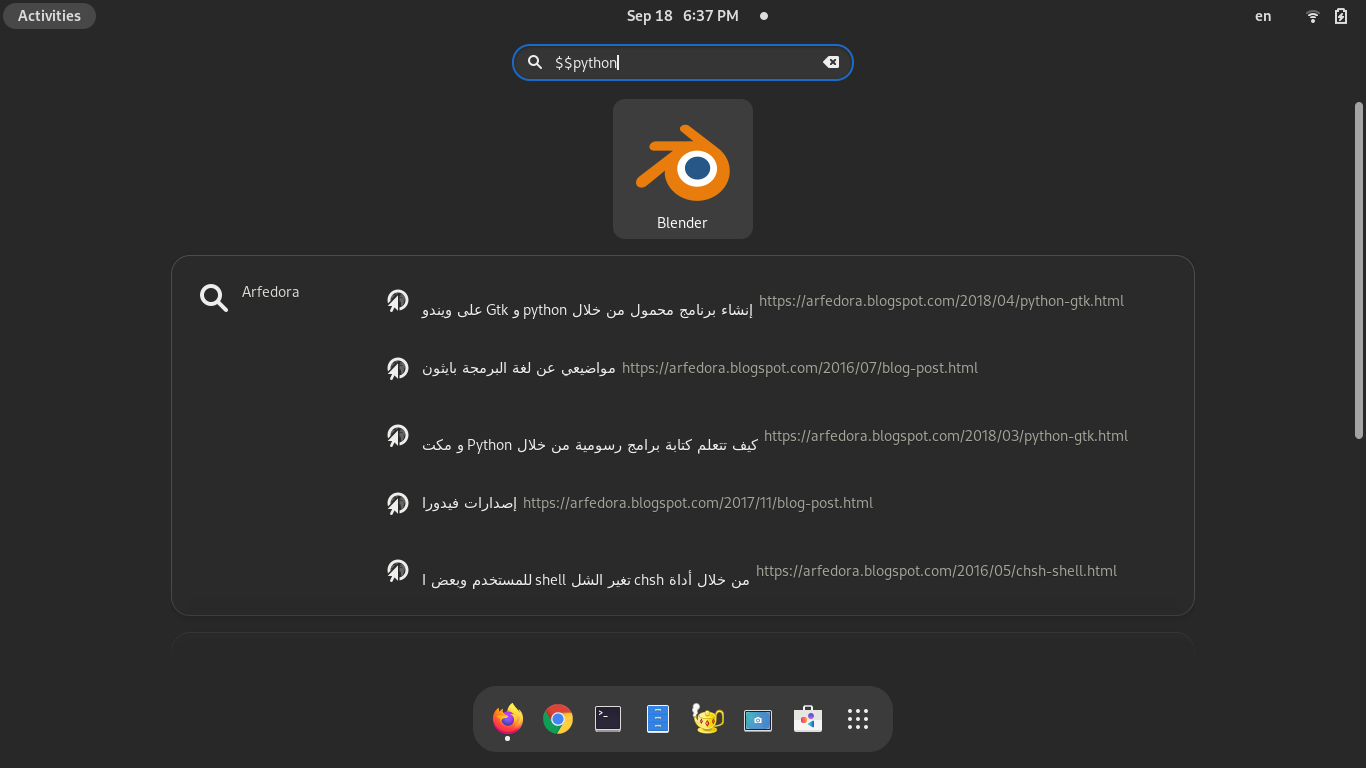 Activities
Sep 18 6:37 PM
en
$$python
Blender
Arfedora
إنشاء برنامج محمول من خلال python و Gtk على ويندو https://arfedora.blogspot.com/2018/04/python-gtk.html
مواضيعي عن لغة البرمجة بايثون https://arfedora.blogspot.com/2016/07/blog-post.html
كيف تتعلم كتابة برامج رسومية من خلال Python و مكت https://arfedora.blogspot.com/2018/03/python-gtk.html
إصدارات فيدورا https://arfedora.blogspot.com/2017/11/blog-post.html
من خلال أداة chsh تغير الشل shell للمستخدم وبعض ا https://arfedora.blogspot.com/2016/05/chsh-shell.html